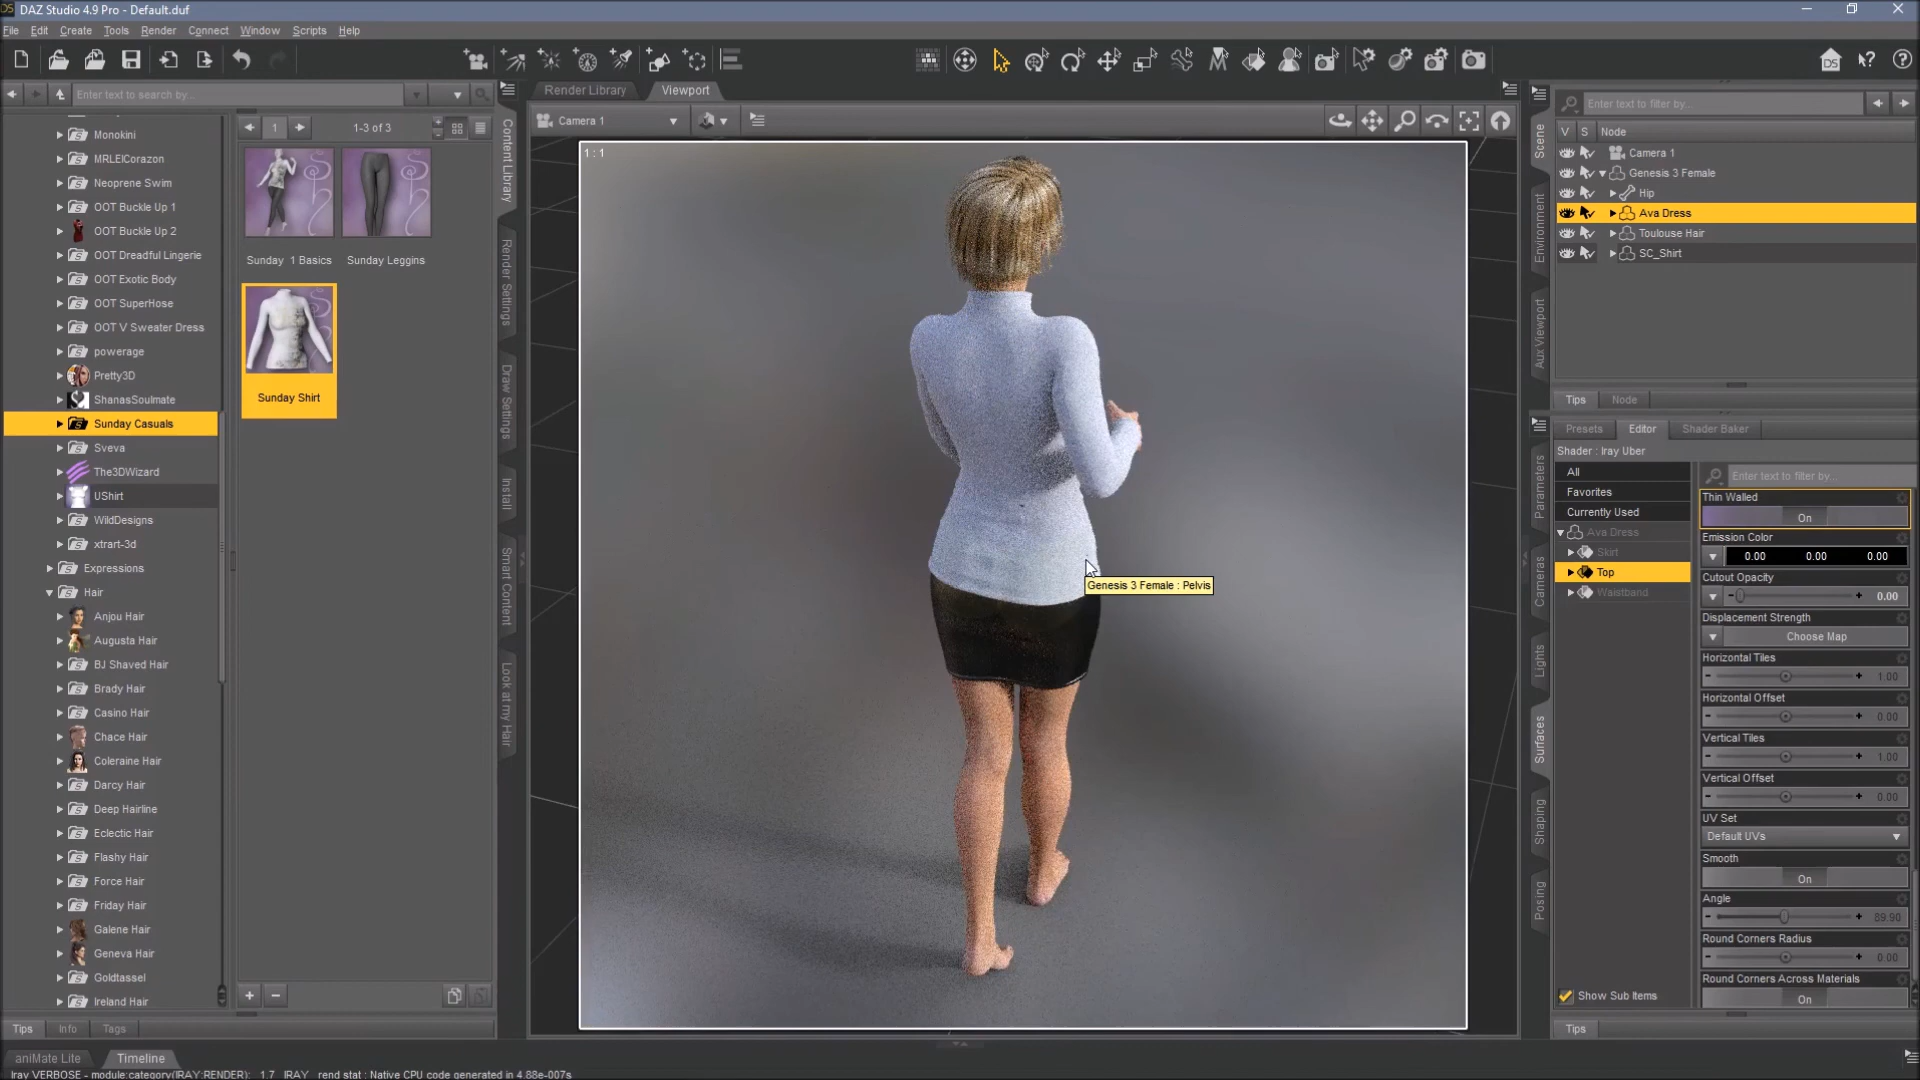 DAZ Studio 4.9 Pro - Default.duf
File Edit Create Tools Render Connect Window Scripts Help
Enter text to search by...
Monokini
MRLElCorazon
Neoprene Swim
OOT Buckle Up 1
OOT Buckle Up 2
OOT Dreadful Lingerie
OOT Exotic Body
OOT SuperHose
OOT V Sweater Dress
powerage
Pretty3D
ShanasSoulmate
Sunday Casuals
Sveva
The3DWizard
UShirt
WildDesigns
xtrart-3d
Expressions
Hair
Anjou Hair
Augusta Hair
BJ Shaved Hair
Brady Hair
Casino Hair
Chace Hair
Coleraine Hair
Darcy Hair
Deep Hairline
Eclectic Hair
Flashy Hair
Force Hair
Friday Hair
Galene Hair
Geneva Hair
Goldtassel
Ireland Hair
Tips Info Tags
1 1-3 of 3
Sunday 1 Basics
Sunday Leggins
Sunday Shirt
Content Library
Render Settings
Draw Settings
Install
Smart Content
Look at my Hair
Render Library Viewport
Camera 1
1 : 1
Genesis 3 Female : Pelvis
Scene
Environment
Aux Viewport
Enter text to filter by...
V S Node
Camera 1
Genesis 3 Female
Hip
Ava Dress
Toulouse Hair
SC_Shirt
Tips Node
Parameters
Cameras
Lights
Surfaces
Shaping
Posing
Presets Editor Shader Baker
Shader : Iray Uber
All
Favorites
Currently Used
Ava Dress
Skirt
Top
Waistband
Show Sub Items
Enter text to filter by...
Thin Walled
On
Emission Color
0.00 0.00 0.00
Cutout Opacity
0.00
Displacement Strength
Choose Map
Horizontal Tiles
1.00
Horizontal Offset
0.00
Vertical Tiles
1.00
Vertical Offset
0.00
UV Set
Default UVs
Smooth
On
Angle
89.90
Round Corners Radius
0.00
Round Corners Across Materials
On
Tips
aniMate Lite Timeline
Iray VERBOSE - module:category(IRAY:RENDER): 1.7 IRAY rend stat : Native CPU code generated in 4.88e-007s